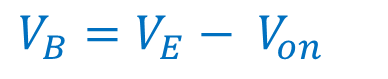 V_B = V_E − V_on